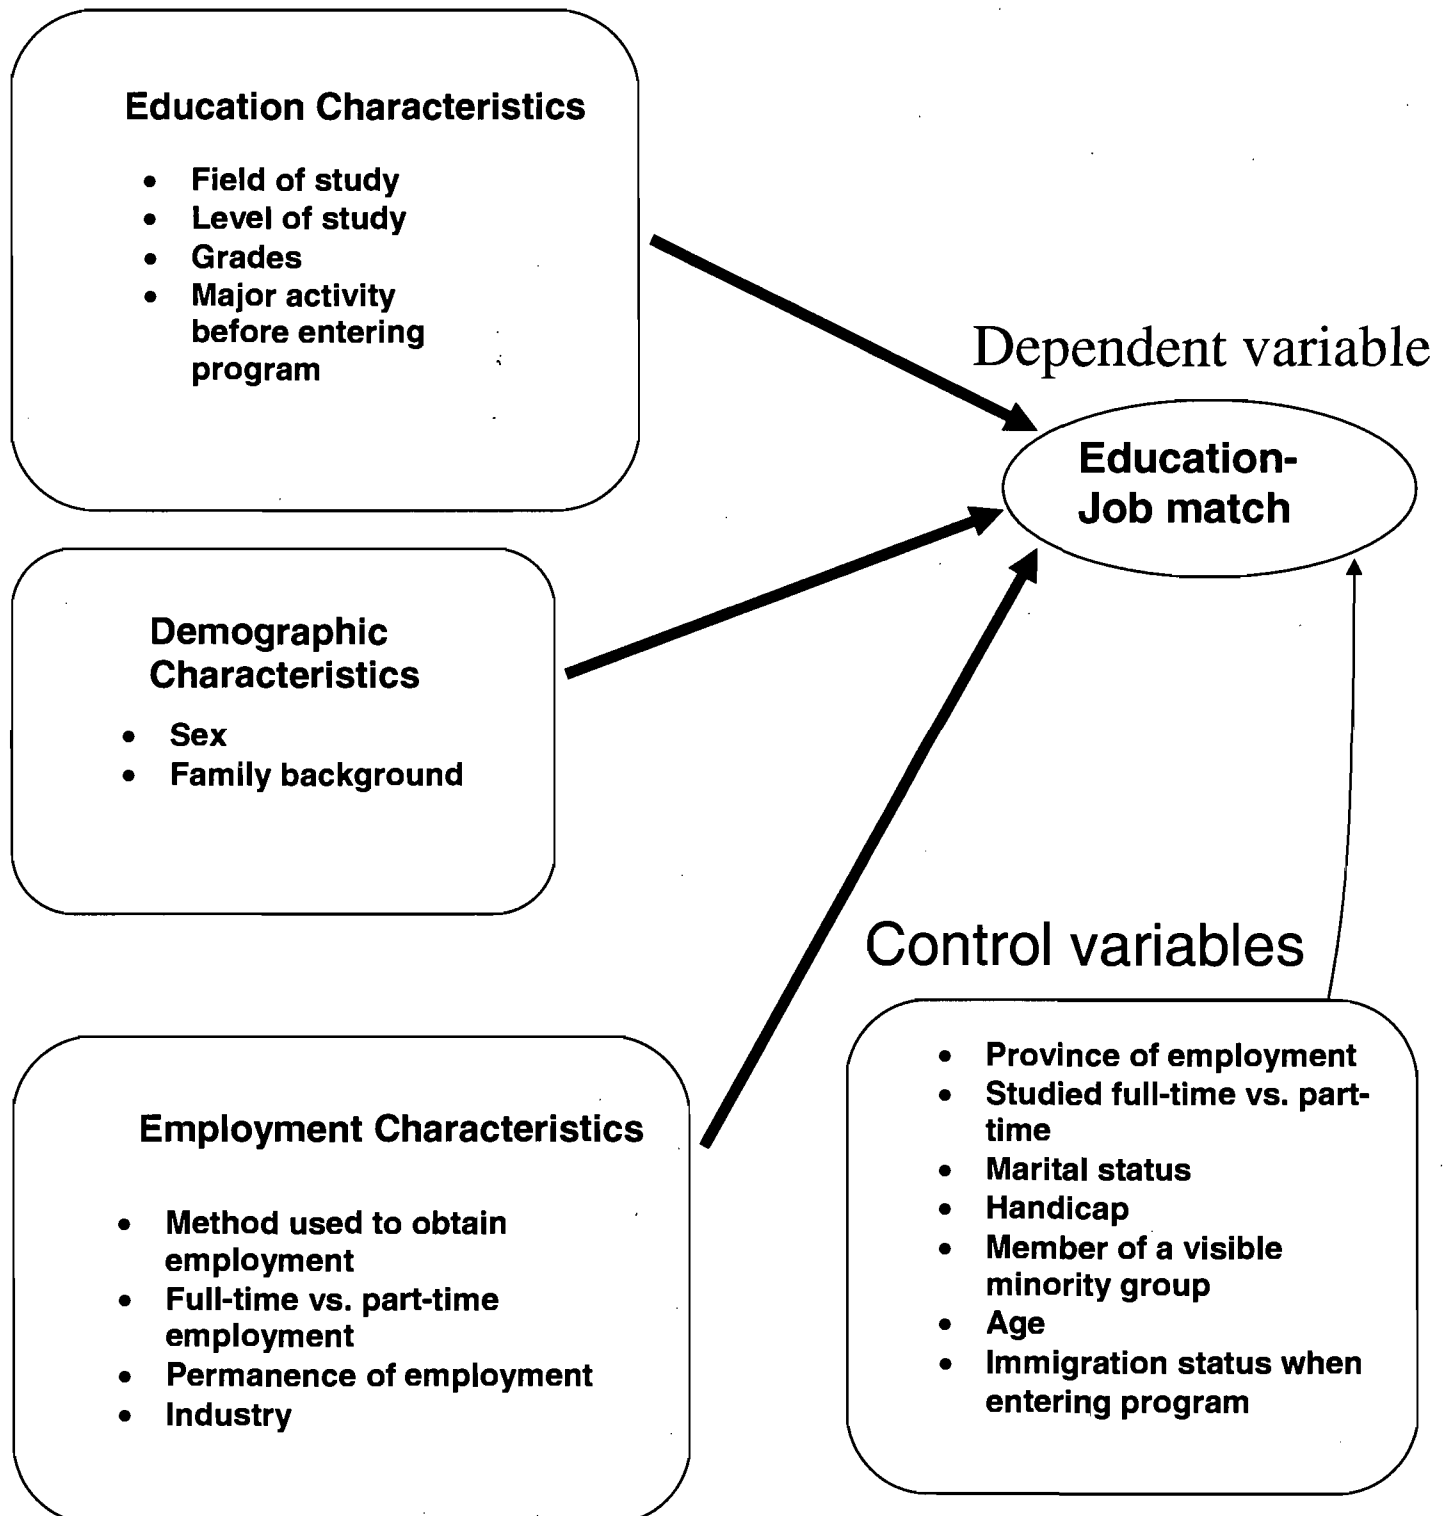 Education Characteristics
• Field of study
• Level of study
• Grades
• Major activity
before entering
program
Dependent variable
Education-
Job match
Demographic
Characteristics
• Sex
• Family background
Control variables
Employment Characteristics
• Method used to obtain
employment
• Full-time vs. part-time
employment
• Permanence of employment
• Industry
• Province of employment
• Studied full-time vs. part-
time
• Marital status
• Handicap
• Member of a visible
minority group
• Age
• Immigration status when
entering program